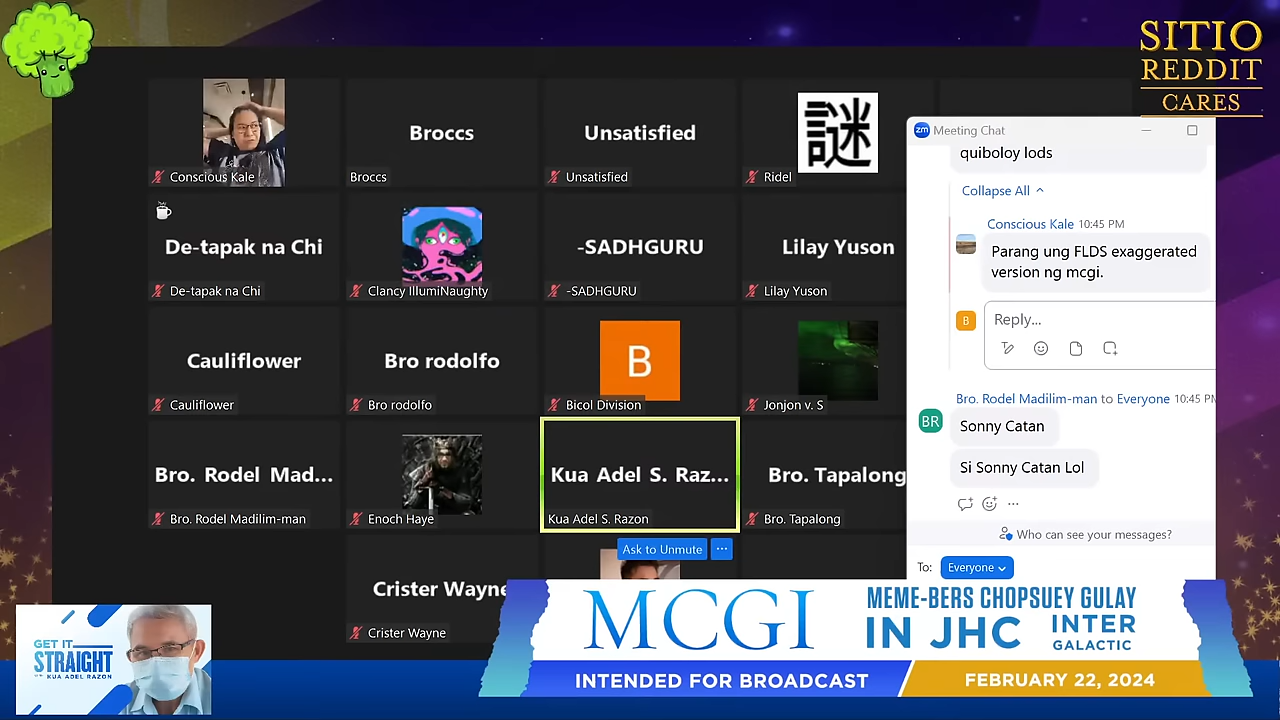 SITIO
REDDIT
CARES
Conscious Kale
Broccs
Broccs
Unsatisfied
Unsatisfied
謎
Ridel
De-tapak na Chi
De-tapak na Chi
Clancy IllumiNaughty
-SADHGURU
-SADHGURU
Lilay Yuson
Lilay Yuson
Cauliflower
Cauliflower
Bro rodolfo
Bro rodolfo
B
Bicol Division
Jonjon v. S
Bro. Rodel Mad...
Bro. Rodel Madilim-man
Enoch Haye
Kua Adel S. Raz...
Kua Adel S. Razon
Bro. Tapalong
Bro. Tapalong
Ask to Unmute
...
Crister Wayne
Crister Wayne
zm Meeting Chat
quiboloy lods
Collapse All
Conscious Kale 10:45 PM
Parang ung FLDS exaggerated
version ng mcgi.
B
Reply...
Bro. Rodel Madilim-man to Everyone 10:45 PM
BR
Sonny Catan
Si Sonny Catan Lol
...
Who can see your messages?
To: Everyone
GET IT
STRAIGHT
KUA ADEL RAZON
MCGI
MEME-BERS CHOPSUEY GULAY
IN JHC
INTER
GALACTIC
INTENDED FOR BROADCAST
FEBRUARY 22, 2024